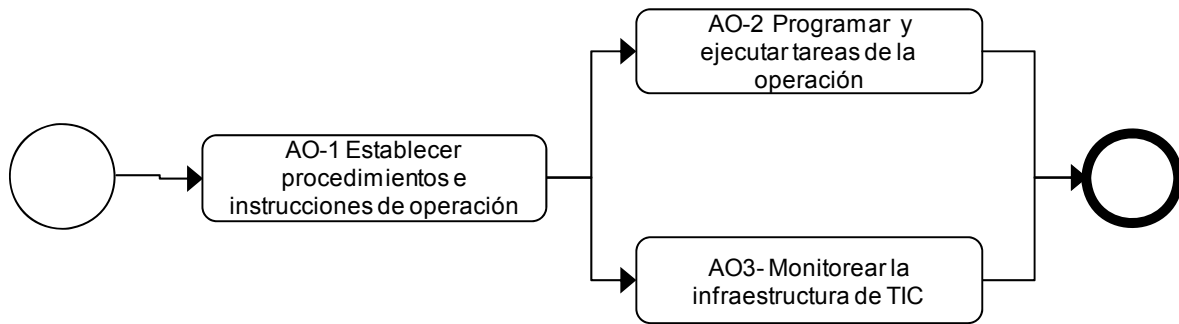 AO-2 Programar y
ejecutar tareas de la
operación
AO-1 Establecer
procedimientos e
instrucciones de operación
AO3- Monitorear la
infraestructura de TIC